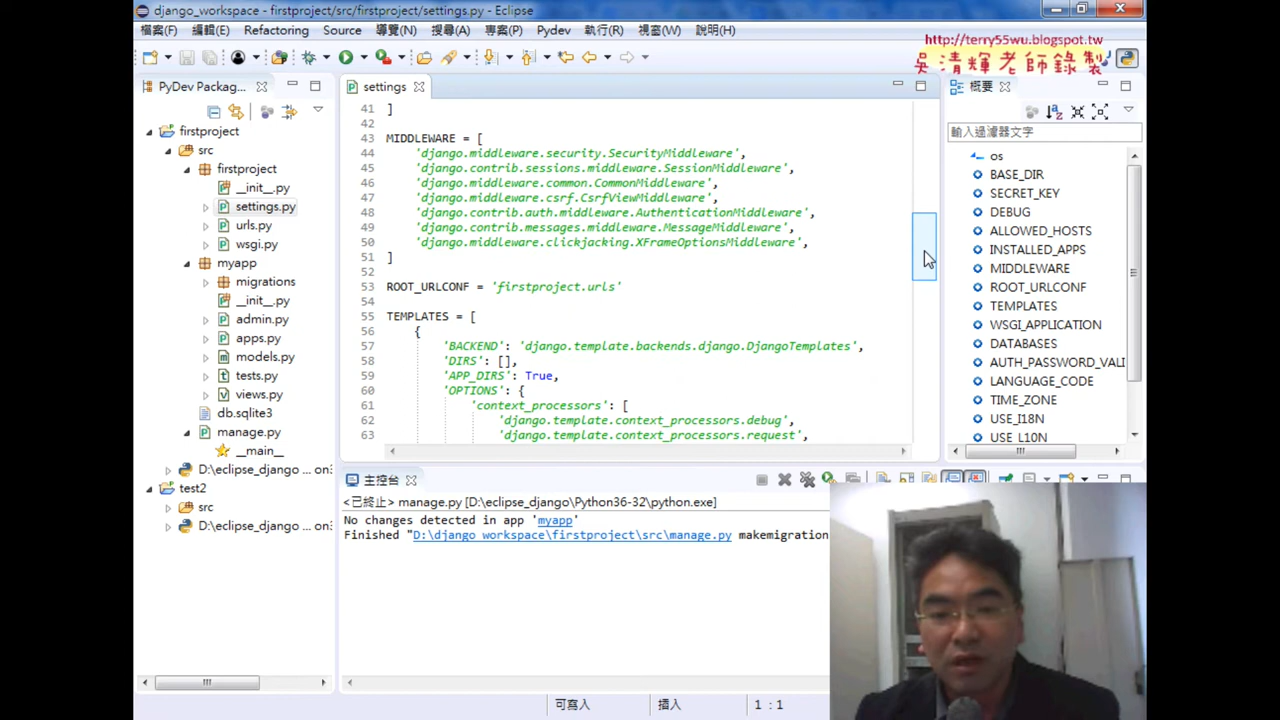 django_workspace - firstproject/src/firstproject/settings.py - Eclipse
檔案(F) 編輯(E) Refactoring Source 導覽(N) 搜尋(A) 專案(P) Pydev 執行(R) 視窗(W) 說明(H)
http://terry55wu.blogspot.tw
吳清輝老師錄製
PyDev Packag...
firstproject
src
firstproject
__init__.py
settings.py
urls.py
wsgi.py
myapp
migrations
__init__.py
admin.py
apps.py
models.py
tests.py
views.py
db.sqlite3
manage.py
__main__
D:\eclipse_django ... on:
test2
src
D:\eclipse_django ... on:
settings
41 ]
42
43 MIDDLEWARE = [
44 'django.middleware.security.SecurityMiddleware',
45 'django.contrib.sessions.middleware.SessionMiddleware',
46 'django.middleware.common.CommonMiddleware',
47 'django.middleware.csrf.CsrfViewMiddleware',
48 'django.contrib.auth.middleware.AuthenticationMiddleware',
49 'django.contrib.messages.middleware.MessageMiddleware',
50 'django.middleware.clickjacking.XFrameOptionsMiddleware',
51 ]
52
53 ROOT_URLCONF = 'firstproject.urls'
54
55 TEMPLATES = [
56 {
57 'BACKEND': 'django.template.backends.django.DjangoTemplates',
58 'DIRS': [],
59 'APP_DIRS': True,
60 'OPTIONS': {
61 'context_processors': [
62 'django.template.context_processors.debug',
63 'django.template.context_processors.request',
概要
輸入過濾器文字
os
BASE_DIR
SECRET_KEY
DEBUG
ALLOWED_HOSTS
INSTALLED_APPS
MIDDLEWARE
ROOT_URLCONF
TEMPLATES
WSGI_APPLICATION
DATABASES
AUTH_PASSWORD_VALI
LANGUAGE_CODE
TIME_ZONE
USE_I18N
USE_L10N
主控台
<已終止> manage.py [D:\eclipse_django\Python36-32\python.exe]
No changes detected in app 'myapp'
Finished "D:\django_workspace\firstproject\src\manage.py makemigration
可寫入 插入 1 : 1